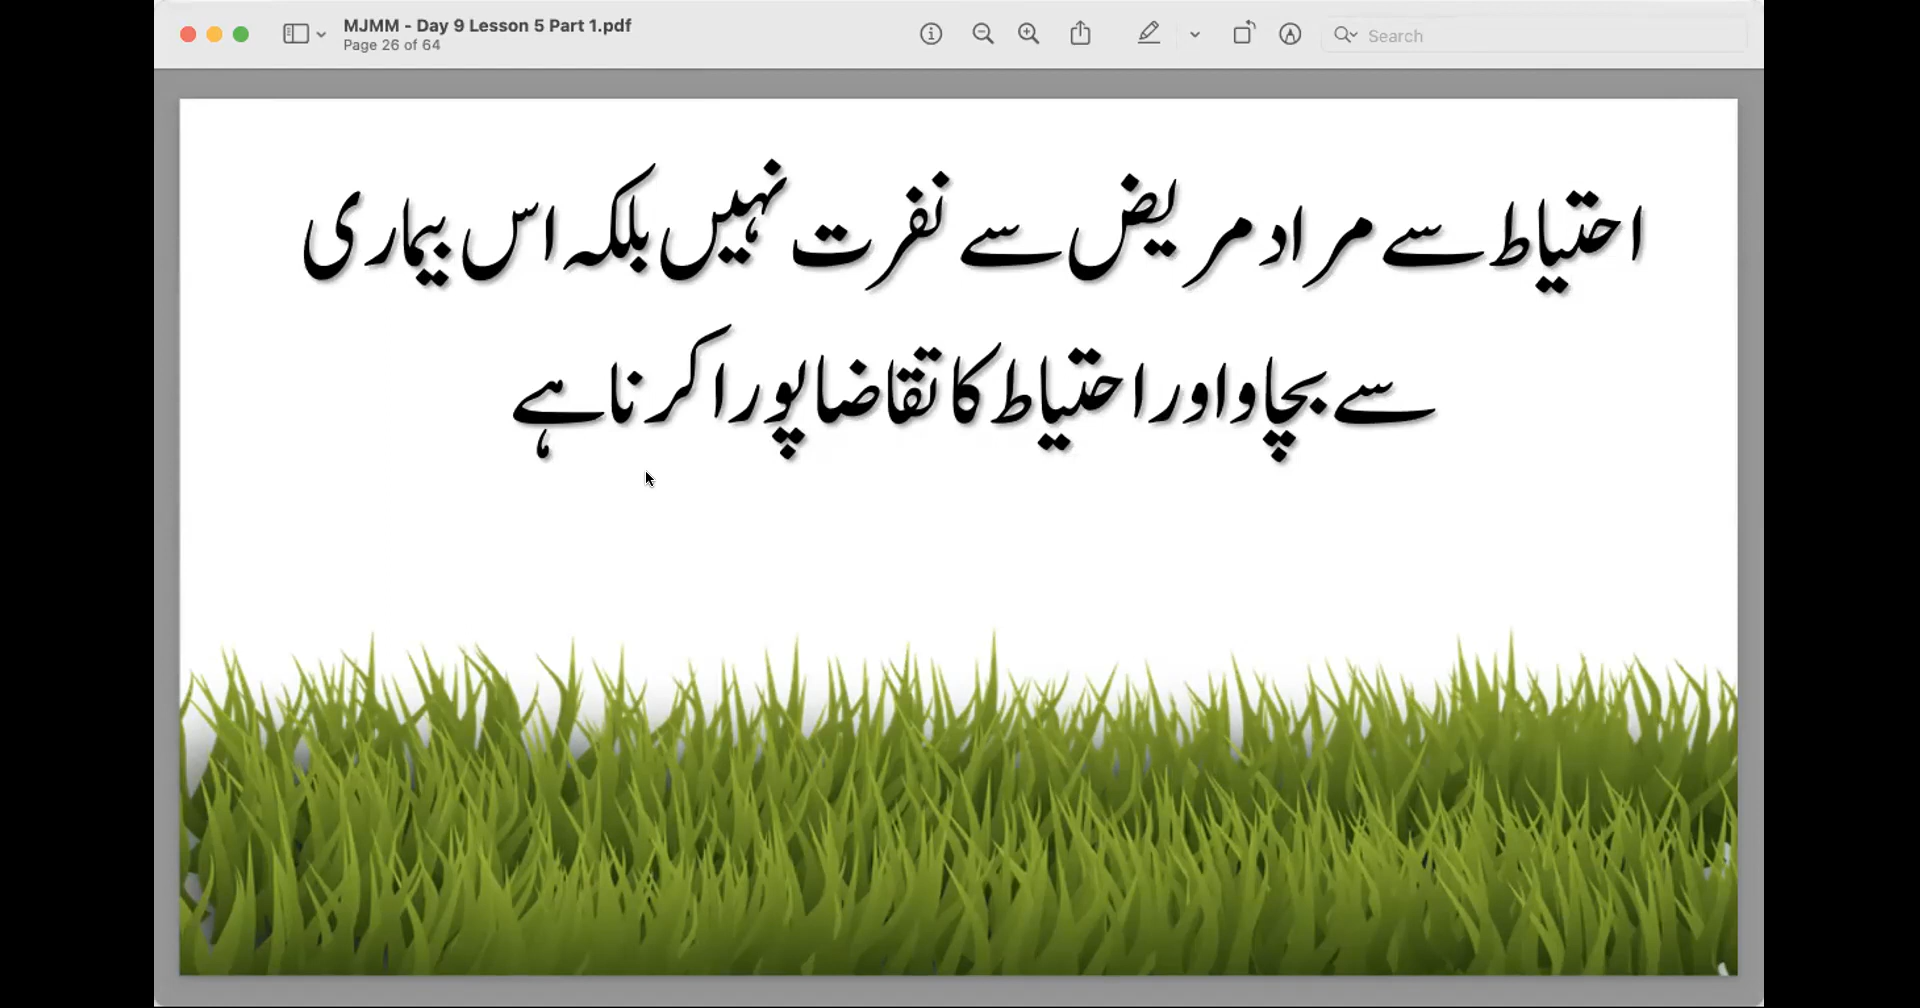 MJMM - Day 9 Lesson 5 Part 1.pdf
Page 26 of 64
Search
احتیاط سے مراد مریض سے نفرت نہیں بلکہ اس بیماری
سے بچاو اور احتیاط کا تقاضا پورا کرنا ہے